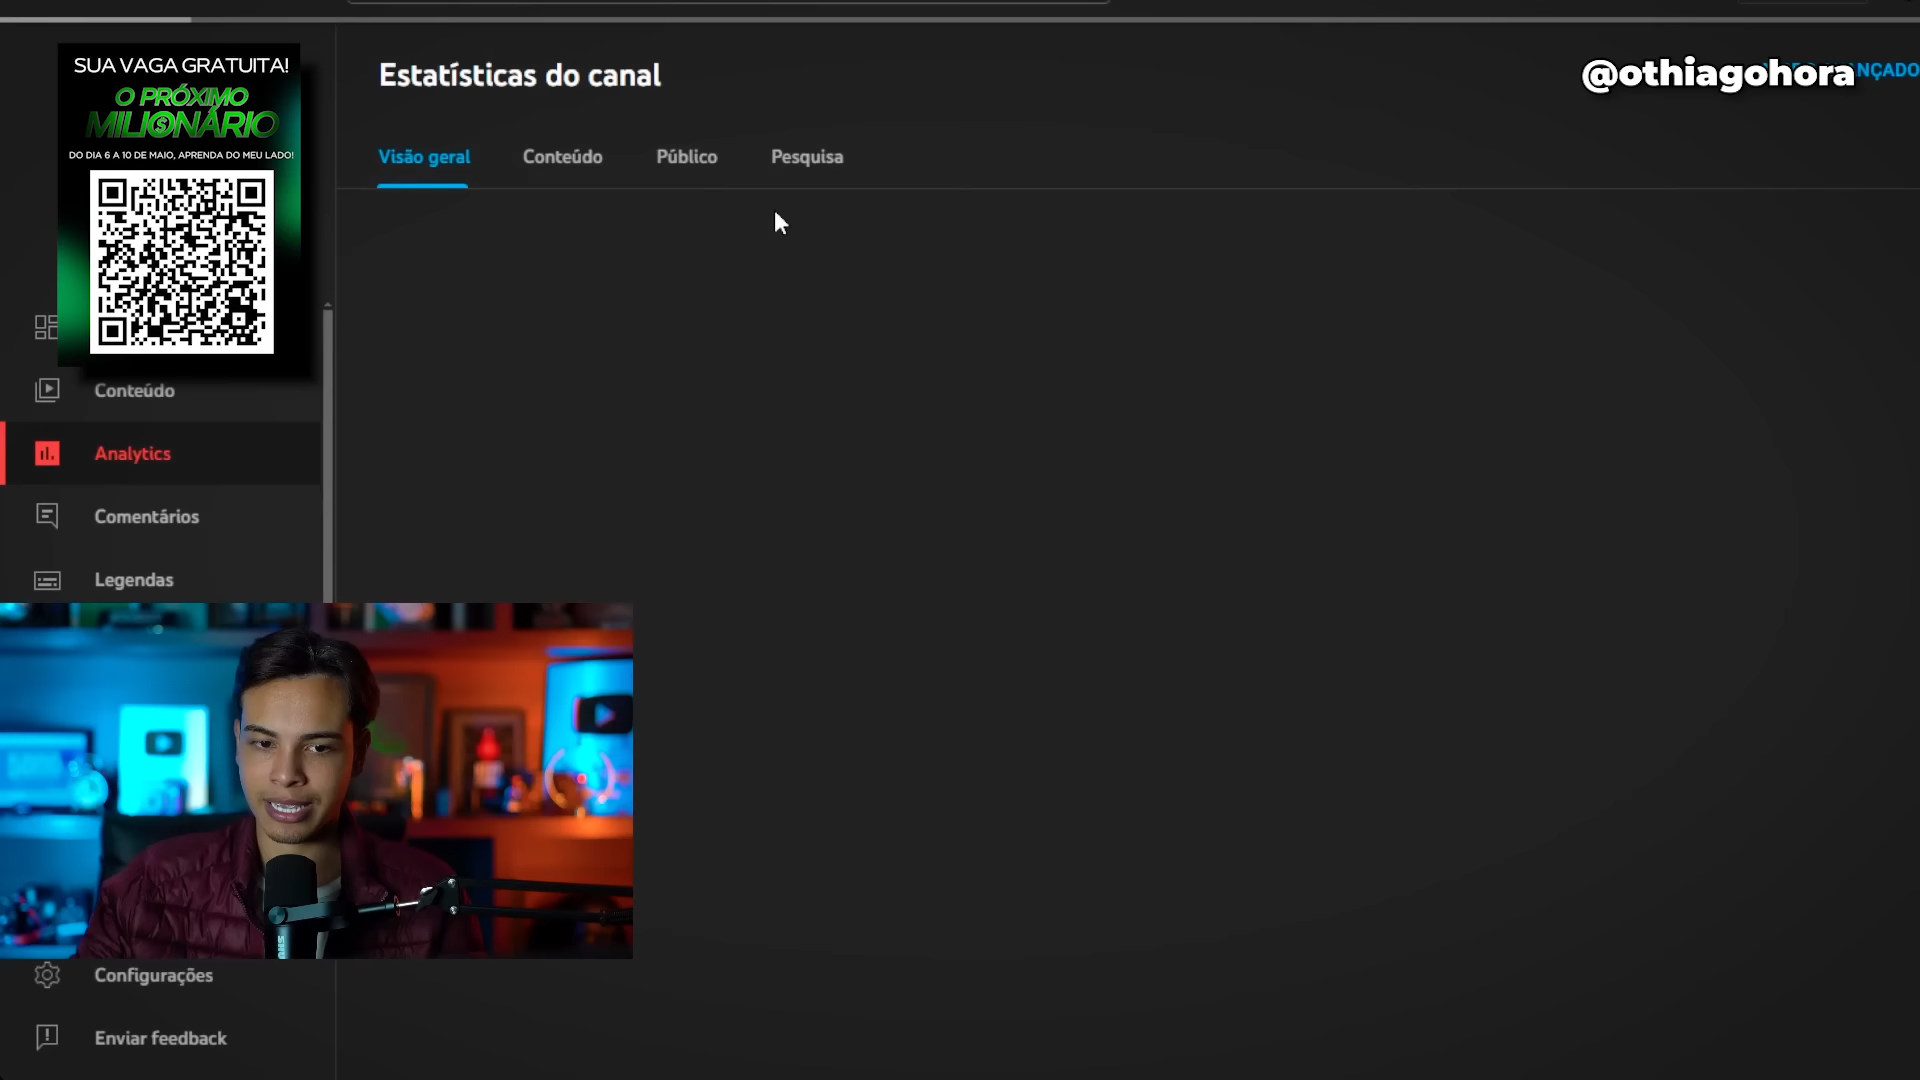 SUA VAGA GRATUITA!
O PRÓXIMO
MILIONÁRIO
DO DIA 6 A 10 DE MAIO, APRENDA DO MEU LADO!
Estatísticas do canal
@othiagohora
Visão geral
Conteúdo
Público
Pesquisa
Conteúdo
Analytics
Comentários
Legendas
Configurações
Enviar feedback